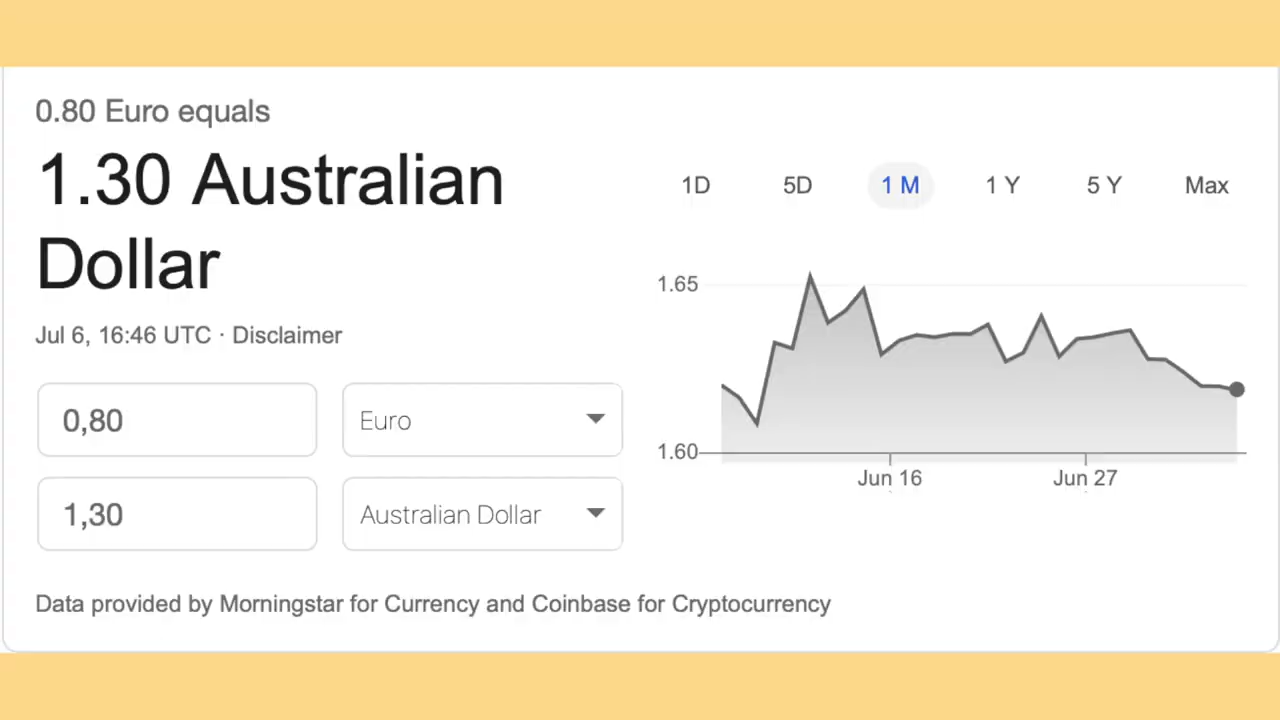 0.80 Euro equals
1.30 Australian
Dollar
Jul 6, 16:46 UTC · Disclaimer
0,80
Euro
1,30
Australian Dollar
1D 5D 1 M 1 Y 5 Y Max
1.65
1.60
Jun 16 Jun 27
Data provided by Morningstar for Currency and Coinbase for Cryptocurrency